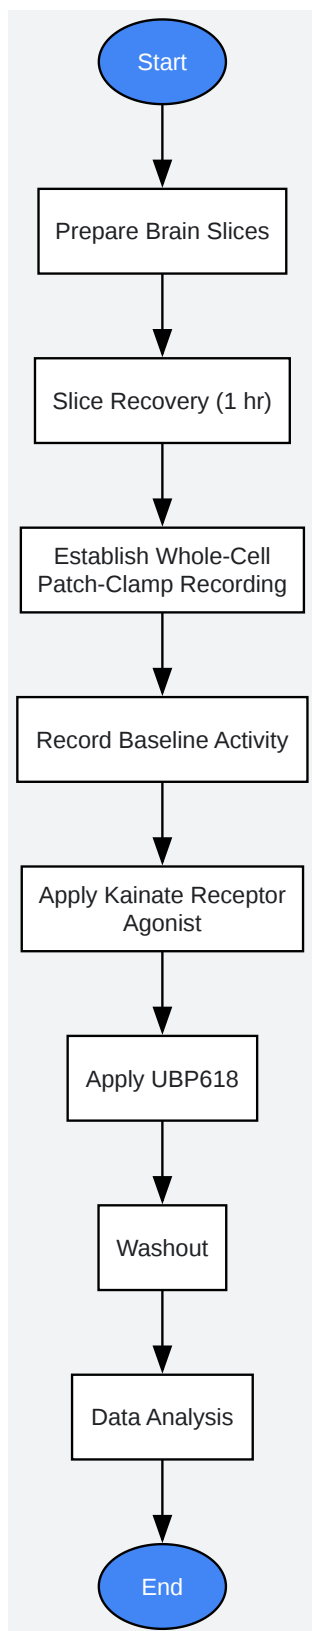 Start
Prepare Brain Slices
Slice Recovery (1 hr)
Establish Whole-Cell
Patch-Clamp Recording
Record Baseline Activity
Apply Kainate Receptor
Agonist
Apply UBP618
Washout
Data Analysis
End